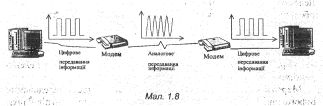 Цифрове
передавання
інформації
Модем
Аналогове
передавання
інформації
Модем
Цифрове
передавання
інформації
Мал. 1.8